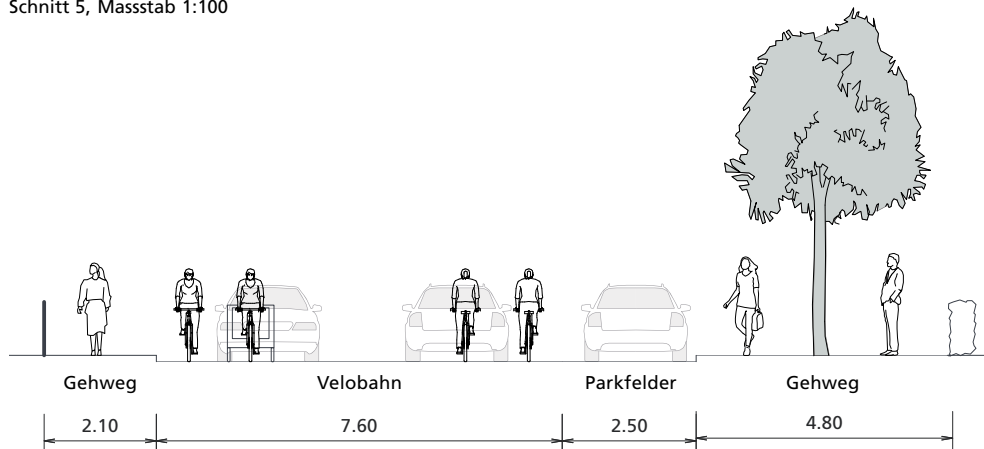 Schnitt 5, Massstab 1:100
Gehweg Velobahn Parkfelder Gehweg
2.10 7.60 2.50 4.80